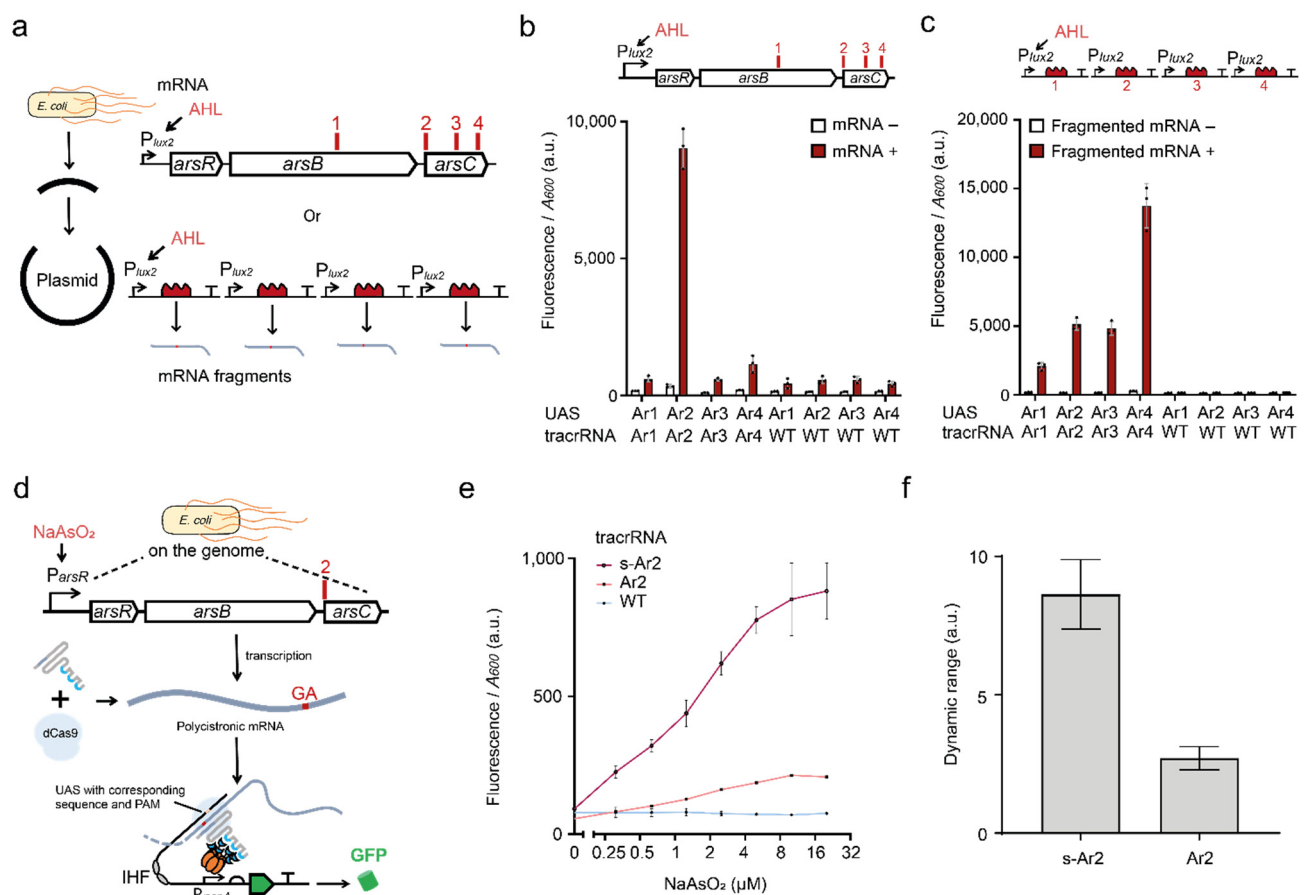 a
E. coli
mRNA
AHL
Plux2
1
2
3
4
arsR
arsB
arsC
Or
Plasmid
AHL
Plux2
Plux2
Plux2
Plux2
mRNA fragments
b
AHL
Plux2
1
2
3
4
arsR
arsB
arsC
Fluorescence / A600 (a.u.)
10,000
5,000
0
mRNA –
mRNA +
UAS Ar1 Ar2 Ar3 Ar4 Ar1 Ar2 Ar3 Ar4
tracrRNA Ar1 Ar2 Ar3 Ar4 WT WT WT WT
c
AHL
Plux2 Plux2 Plux2 Plux2
1 2 3 4
Fluorescence / A600 (a.u.)
20,000
15,000
10,000
5,000
0
Fragmented mRNA –
Fragmented mRNA +
UAS Ar1 Ar2 Ar3 Ar4 Ar1 Ar2 Ar3 Ar4
tracrRNA Ar1 Ar2 Ar3 Ar4 WT WT WT WT
d
E. coli
NaAsO₂
on the genome
ParsR
2
arsR
arsB
arsC
transcription
dCas9
GA
Polycistronic mRNA
UAS with corresponding
sequence and PAM
IHF
GFP
e
tracrRNA
s-Ar2
Ar2
WT
Fluorescence / A600 (a.u.)
1,000
500
0
0 0.25 0.5 1 2 4 8 16 32
NaAsO₂ (µM)
f
Dynamic range (a.u.)
10
5
0
s-Ar2
Ar2